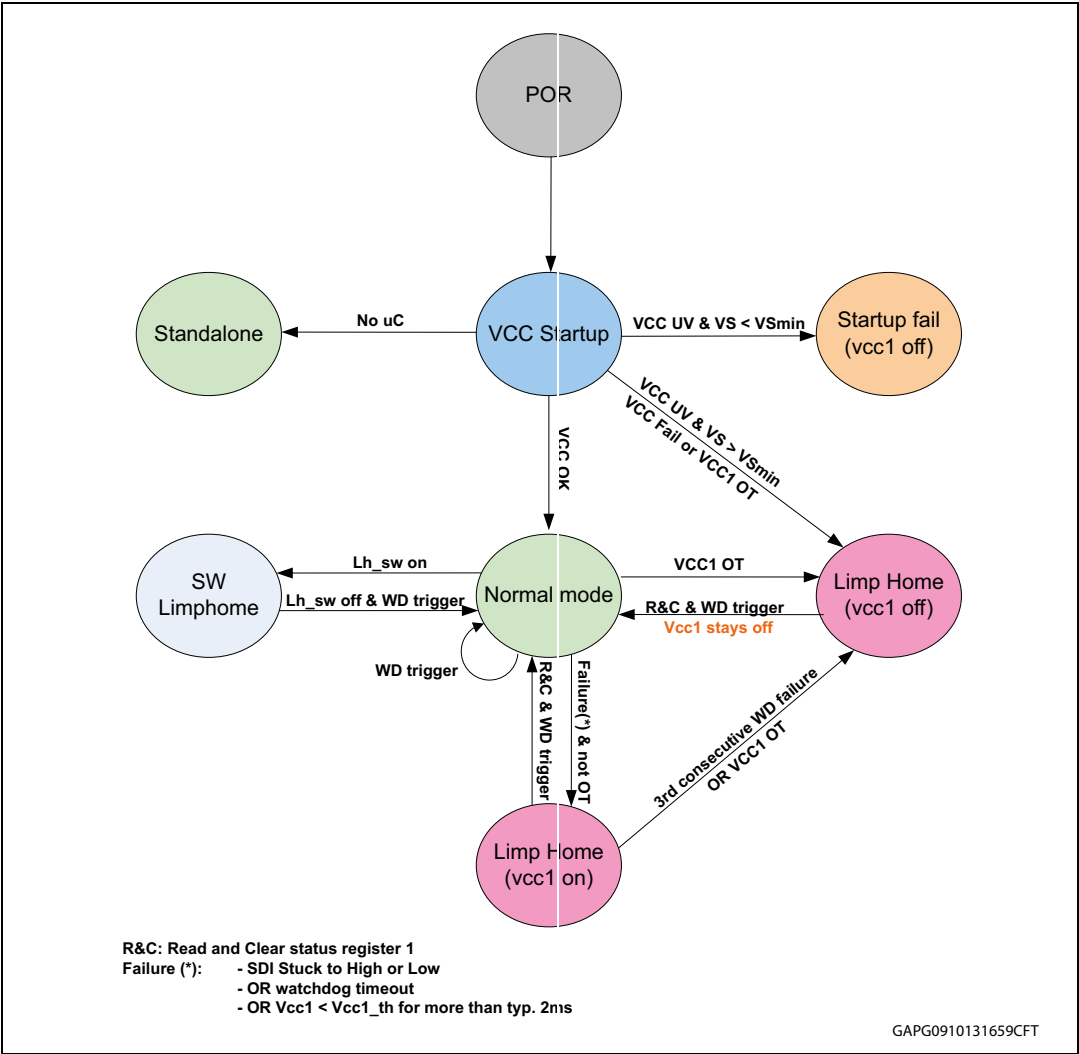 POR
Standalone
No uC
VCC Startup
VCC UV & VS < VSmin
Startup fail
(vcc1 off)
VCC UV & VS > VSmin
VCC Fail or VCC1 OT
VCC OK
SW
Limphome
Lh_sw on
Lh_sw off & WD trigger
Normal mode
VCC1 OT
R&C & WD trigger
Vcc1 stays off
Limp Home
(vcc1 off)
WD trigger
R&C & WD trigger
Failure(*) & not OT
3rd consecutive WD failure
OR VCC1 OT
Limp Home
(vcc1 on)
R&C: Read and Clear status register 1
Failure (*): - SDI Stuck to High or Low
- OR watchdog timeout
- OR Vcc1 < Vcc1_th for more than typ. 2ms
GAPG0910131659CFT